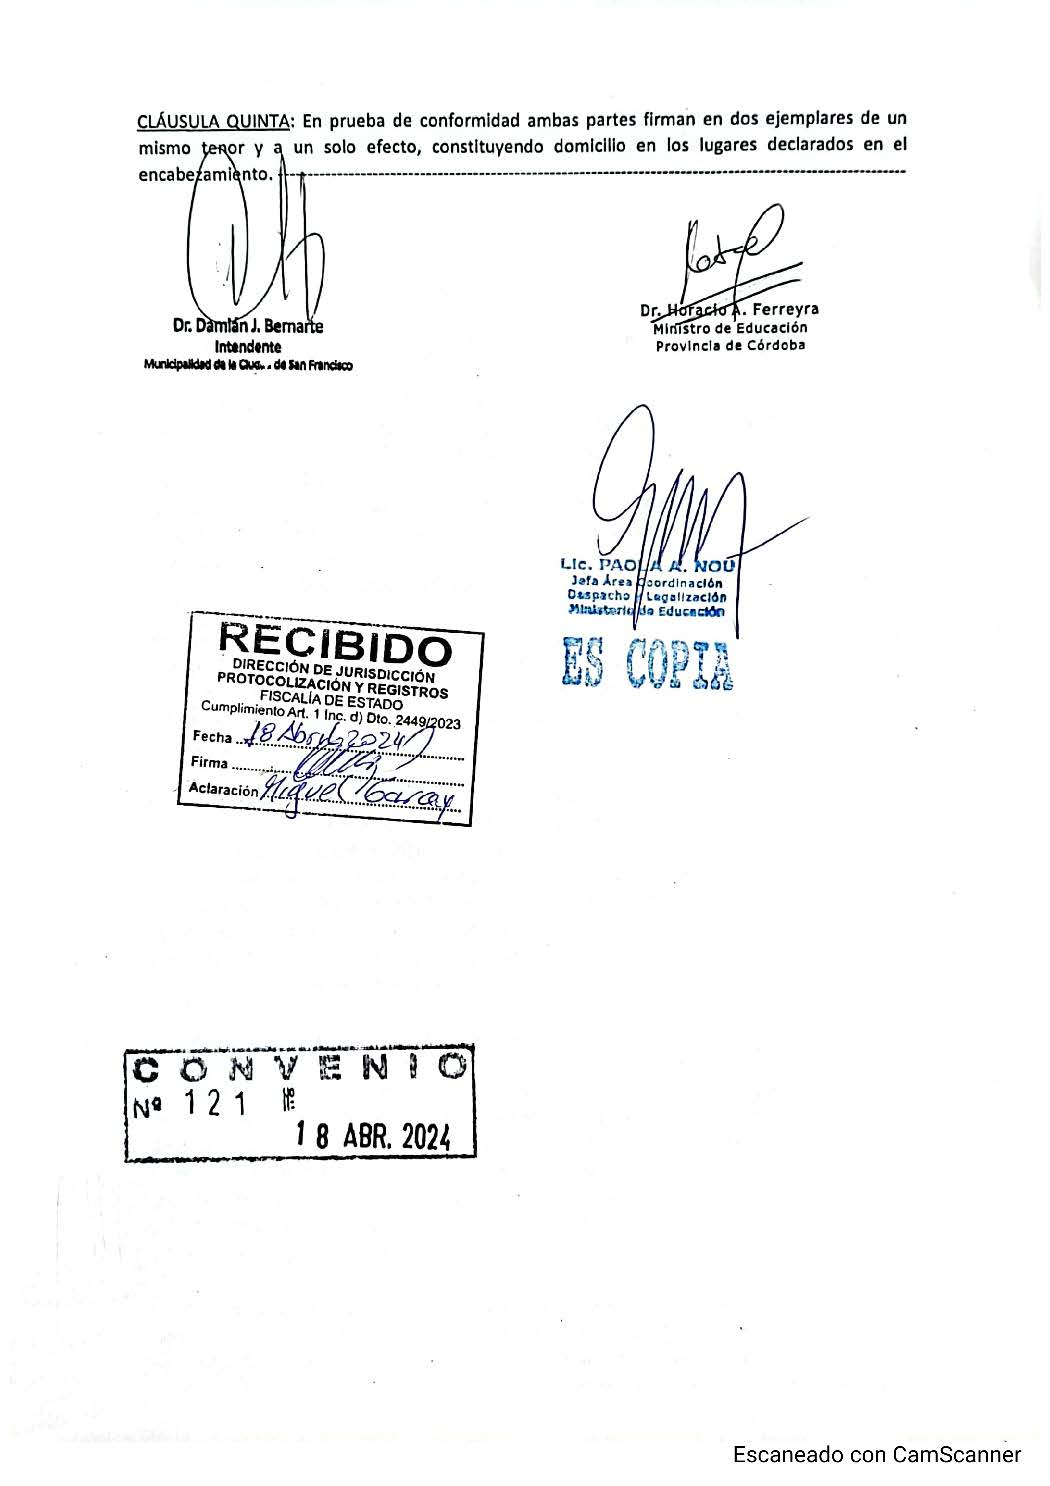 CLÁUSULA QUINTA: En prueba de conformidad ambas partes firman en dos ejemplares de un
mismo tenor y a un solo efecto, constituyendo domicilio en los lugares declarados en el
encabezamiento.
Dr. Damián J. Bernarte
Intendente
Municipalidad de la Ciud.. . de San Francisco
Dr. Horacio A. Ferreyra
Ministro de Educación
Provincia de Córdoba
Lic. PAOLA A. NOU
Jefa Área Coordinación
Despacho y Legalización
Ministerio de Educación
ES COPIA
RECIBIDO
DIRECCIÓN DE JURISDICCIÓN
PROTOCOLIZACIÓN Y REGISTROS
FISCALÍA DE ESTADO
Cumplimiento Art. 1 Inc. d) Dto. 2449/2023
Fecha 18 Abril 2024
Firma
Aclaración Miguel Garay
CONVENIO
Nº 121
18 ABR. 2024
Escaneado con CamScanner